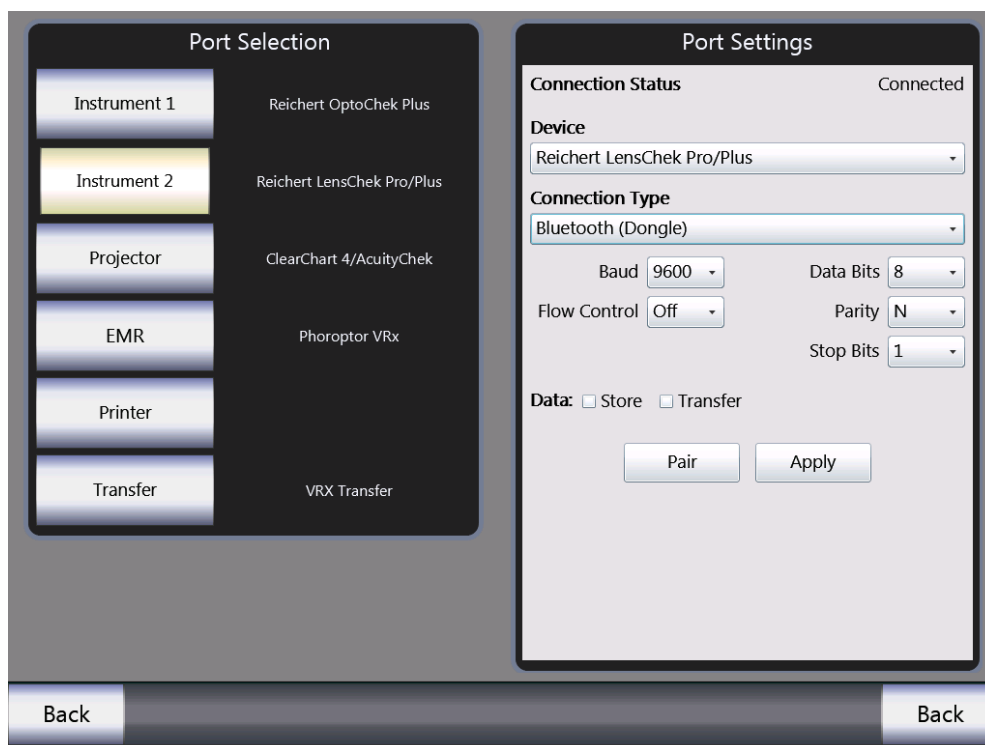 Port Selection
Instrument 1 Reichert OptoChek Plus
Instrument 2 Reichert LensChek Pro/Plus
Projector ClearChart 4/AcuityChek
EMR Phoroptor VRx
Printer
Transfer VRX Transfer
Port Settings
Connection Status Connected
Device
Reichert LensChek Pro/Plus
Connection Type
Bluetooth (Dongle)
Baud 9600 Data Bits 8
Flow Control Off Parity N
Stop Bits 1
Data: Store Transfer
Pair Apply
Back Back